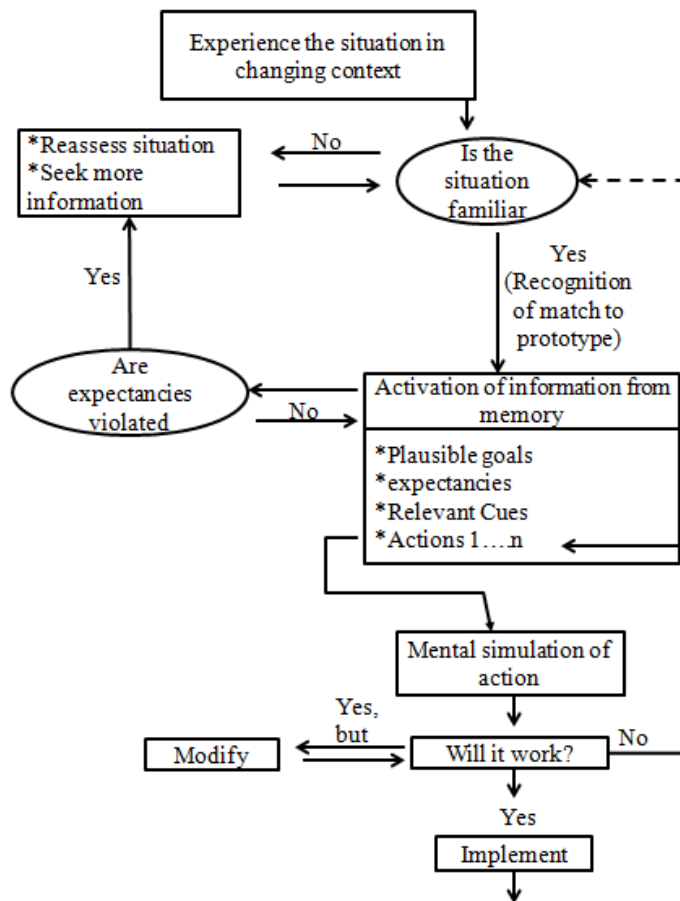 Experience the situation in
changing context
No
*Reassess situation
*Seek more
information
Is the
situation
familiar
Yes
Yes
(Recognition
of match to
prototype)
Are
expectancies
violated
No
Activation of information from
memory
*Plausible goals
*expectancies
*Relevant Cues
*Actions 1....n
Mental simulation of
action
Yes,
but
Modify
Will it work?
No
Yes
Implement